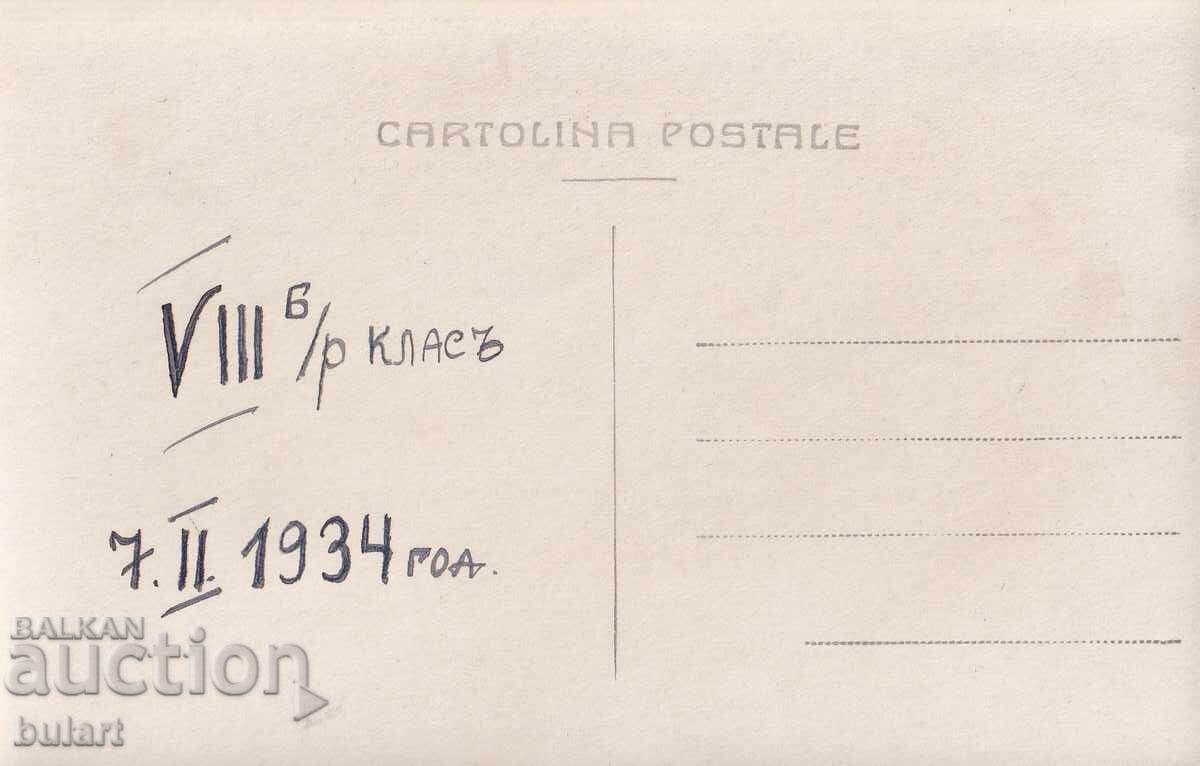 CARTOLINA POSTALE
VIII Б/р КЛАСЪ
7.II.1934 год.
BALKAN
auction
bulart